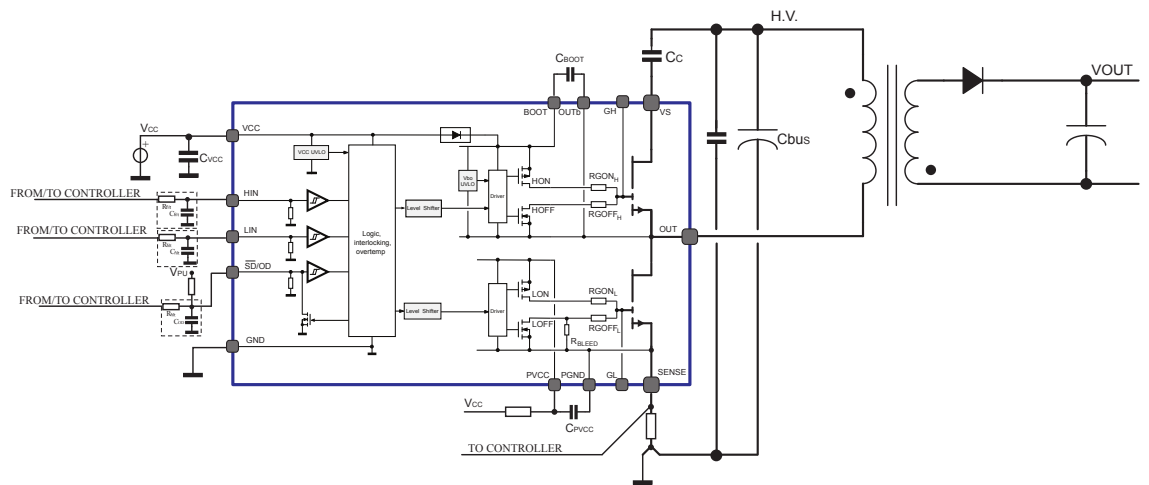 H.V.
CBOOT
CC
VOUT
BOOT
OUTb
GH
VS
VCC
VCC
VCC UVLO
CVCC
Cbus
FROM/TO CONTROLLER
HIN
Vbo UVLO
HON
RGONH
Driver
Level Shifter
HOFF
RGOFFH
OUT
FROM/TO CONTROLLER
LIN
Logic,
interlocking,
overtemp
VPU
SD/OD
FROM/TO CONTROLLER
LON
RGONL
Driver
Level Shifter
LOFF
RGOFFL
RBLEED
GND
PVCC
PGND
GL
SENSE
VCC
CPVCC
TO CONTROLLER